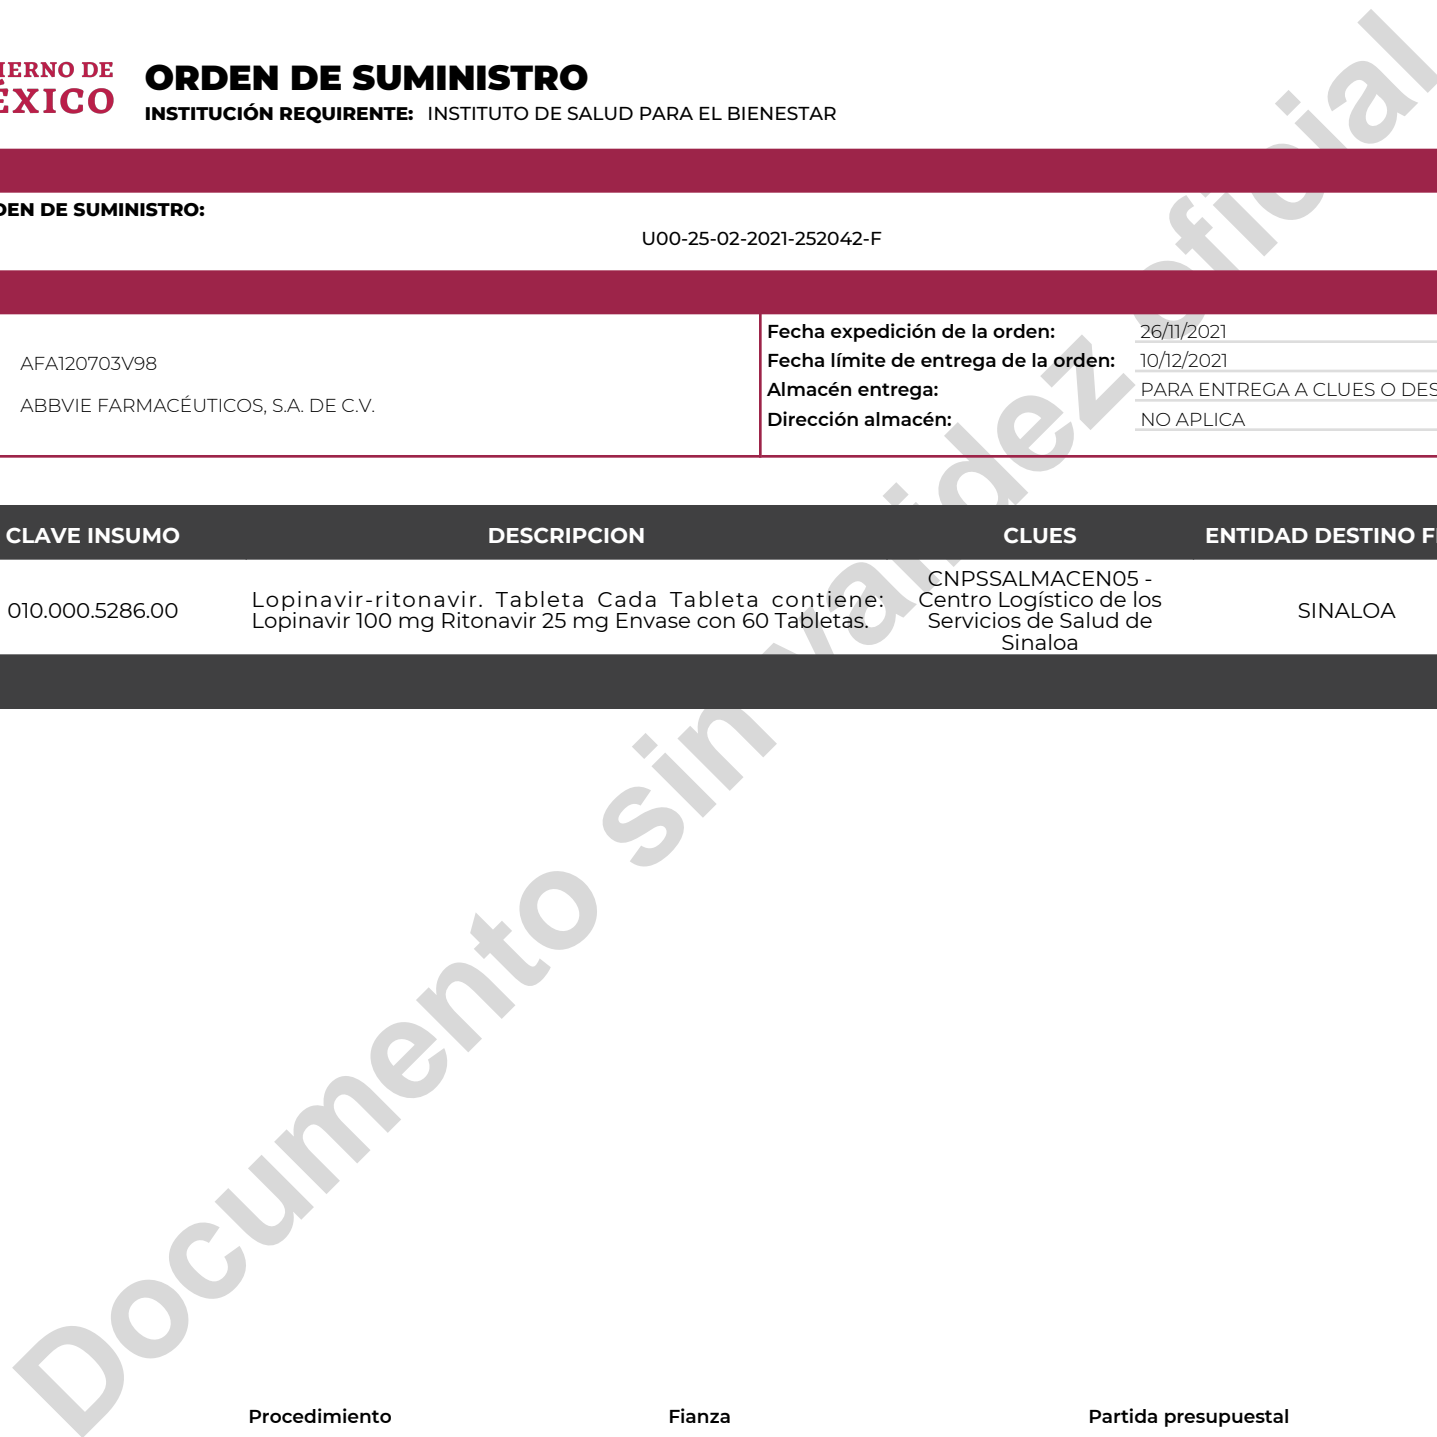 IERNO DE
ÉXICO
ORDEN DE SUMINISTRO
INSTITUCIÓN REQUIRENTE: INSTITUTO DE SALUD PARA EL BIENESTAR
DEN DE SUMINISTRO:
U00-25-02-2021-252042-F
AFA120703V98
ABBVIE FARMACÉUTICOS, S.A. DE C.V.
Fecha expedición de la orden: 26/11/2021
Fecha límite de entrega de la orden: 10/12/2021
Almacén entrega: PARA ENTREGA A CLUES O DES
Dirección almacén: NO APLICA
CLAVE INSUMO DESCRIPCION CLUES ENTIDAD DESTINO FI
010.000.5286.00
Lopinavir-ritonavir. Tableta Cada Tableta contiene:
Lopinavir 100 mg Ritonavir 25 mg Envase con 60 Tabletas.
CNPSSALMACEN05 -
Centro Logístico de los
Servicios de Salud de
Sinaloa
SINALOA
Documento sin validez oficial
Procedimiento Fianza Partida presupuestal